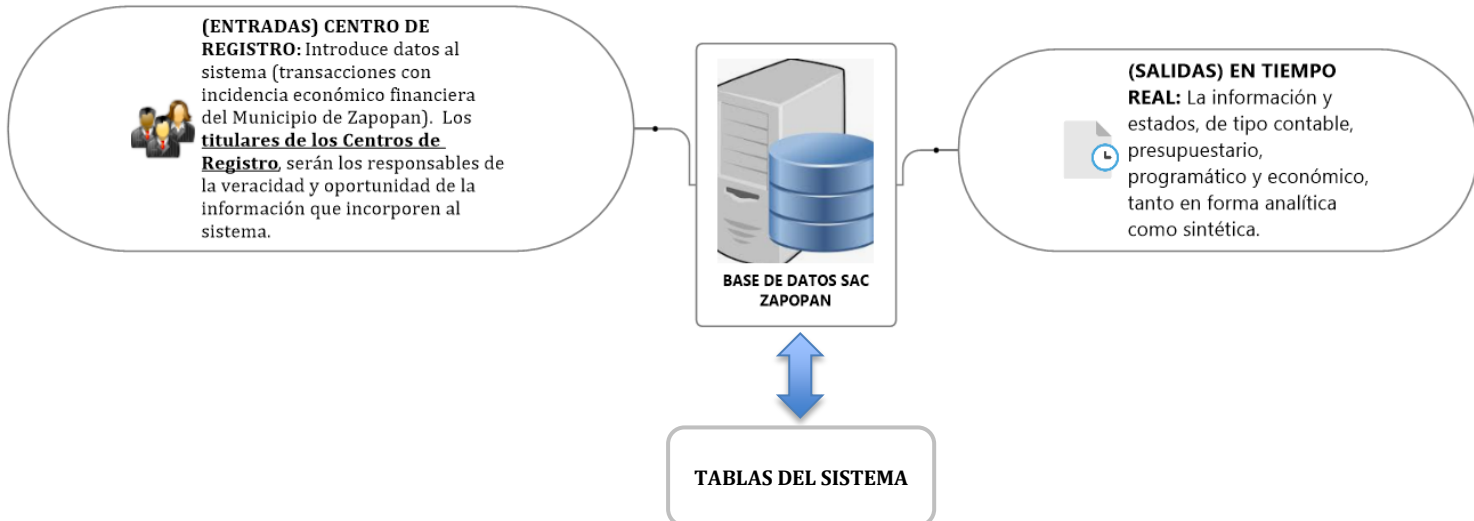 (ENTRADAS) CENTRO DE
REGISTRO: Introduce datos al
sistema (transacciones con
incidencia económico financiera
del Municipio de Zapopan). Los
titulares de los Centros de
Registro, serán los responsables de
la veracidad y oportunidad de la
información que incorporen al
sistema.
BASE DE DATOS SAC
ZAPOPAN
(SALIDAS) EN TIEMPO
REAL: La información y
estados, de tipo contable,
presupuestario,
programático y económico,
tanto en forma analítica
como sintética.
TABLAS DEL SISTEMA